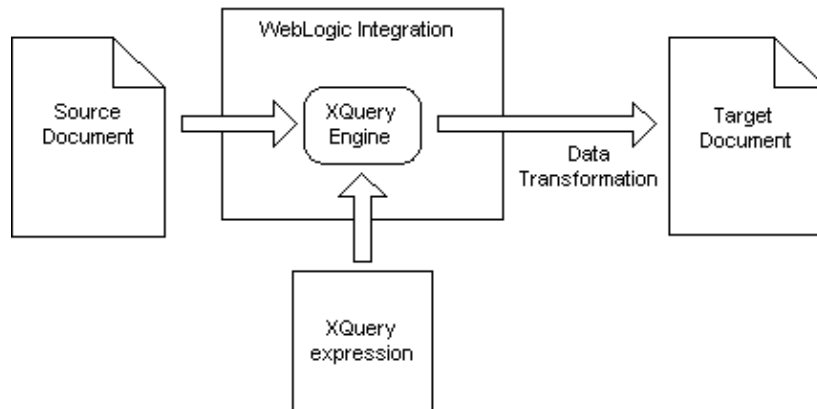 WebLogic Integration
Source
Document
XQuery
Engine
Target
Document
Data
Transformation
XQuery
expression